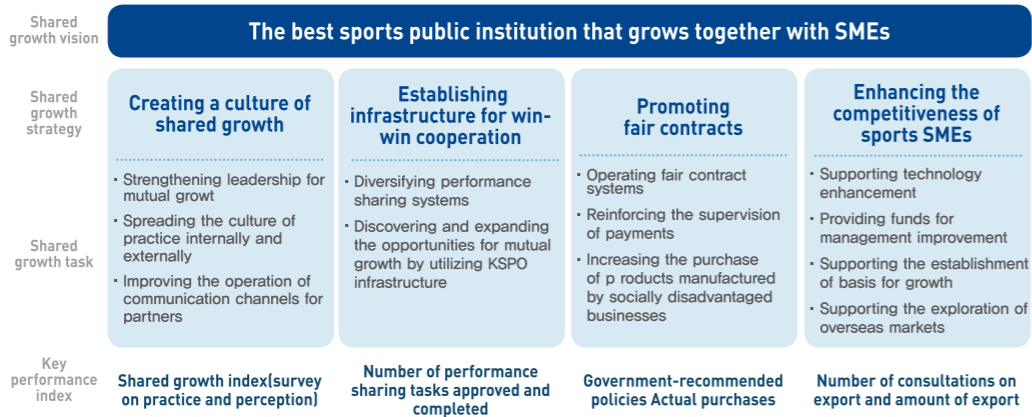 Shared
growth vision
The best sports public institution that grows together with SMEs
Shared
growth
strategy
Creating a culture of
shared growth
Establishing
infrastructure for win-
win cooperation
Promoting
fair contracts
Enhancing the
competitiveness of
sports SMEs
Shared
growth task
· Strengthening leadership for
mutual growt
· Spreading the culture of
practice internally and
externally
· Improving the operation of
communication channels for
partners
· Diversifying performance
sharing systems
· Discovering and expanding
the opportunities for mutual
growth by utilizing KSPO
infrastructure
· Operating fair contract
systems
· Reinforcing the supervision
of payments
· Increasing the purchase
of p roducts manufactured
by socially disadvantaged
businesses
· Supporting technology
enhancement
· Providing funds for
management improvement
· Supporting the establishment
of basis for growth
· Supporting the exploration of
overseas markets
Key
performance
index
Shared growth index(survey
on practice and perception)
Number of performance
sharing tasks approved and
completed
Government-recommended
policies Actual purchases
Number of consultations on
export and amount of export